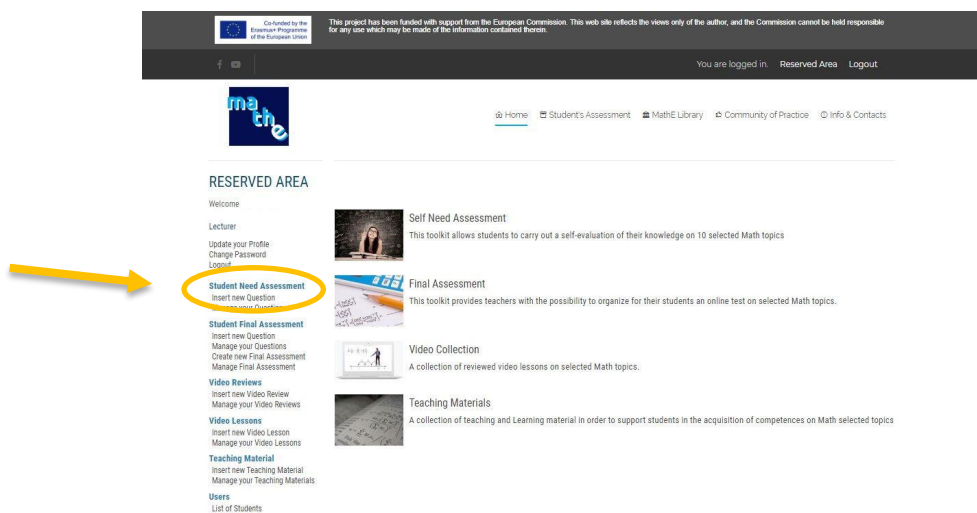 Co-funded by the
Erasmus+ Programme
of the European Union
This project has been funded with support from the European Commission. This web site reflects the views only of the author, and the Commission cannot be held responsible
for any use which may be made of the information contained therein.
You are logged in. Reserved Area Logout
ma
th
e
Home Student's Assessment MathE Library Community of Practice Info & Contacts
RESERVED AREA
Welcome
Lecturer
Update your Profile
Change Password
Logout
Student Need Assessment
Insert new Question
Manage your Questions
Student Final Assessment
Insert new Question
Manage your Questions
Create new Final Assessment
Manage Final Assessment
Video Reviews
Insert new Video Review
Manage your Video Reviews
Video Lessons
Insert new Video Lesson
Manage your Video Lessons
Teaching Material
Insert new Teaching Material
Manage your Teaching Materials
Users
List of Students
Self Need Assessment
This toolkit allows students to carry out a self-evaluation of their knowledge on 10 selected Math topics
Final Assessment
This toolkit provides teachers with the possibility to organize for their students an online test on selected Math topics.
Video Collection
A collection of reviewed video lessons on selected Math topics.
Teaching Materials
A collection of teaching and Learning material in order to support students in the acquisition of competences on Math selected topics